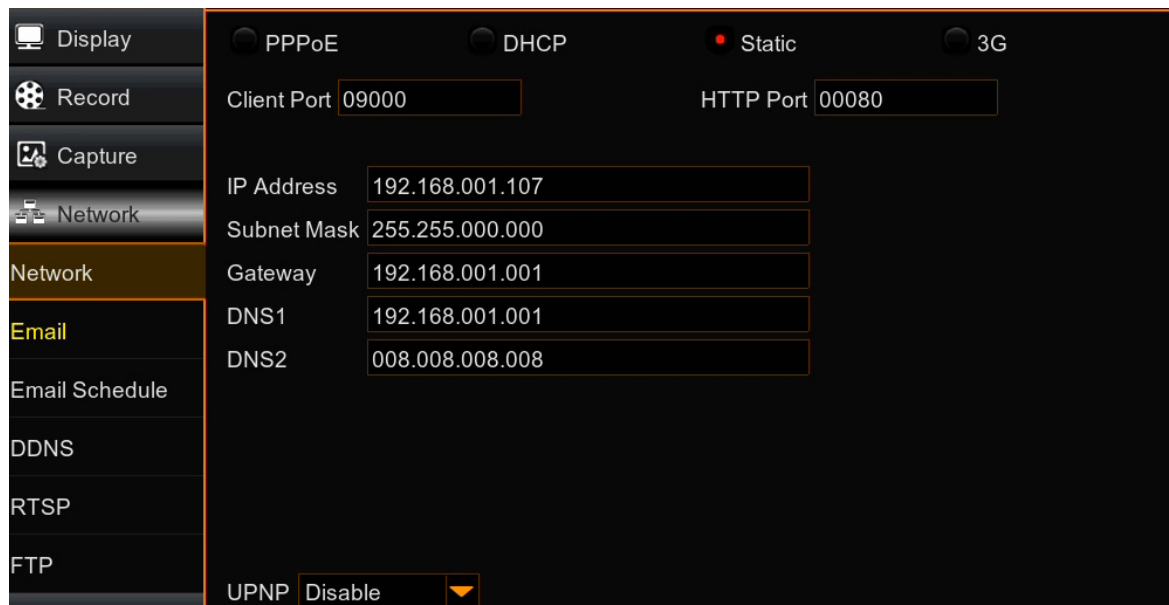 Display
Record
Capture
Network
Network
Email
Email Schedule
DDNS
RTSP
FTP
PPPoE DHCP Static 3G
Client Port 09000 HTTP Port 00080
IP Address 192.168.001.107
Subnet Mask 255.255.000.000
Gateway 192.168.001.001
DNS1 192.168.001.001
DNS2 008.008.008.008
UPNP Disable